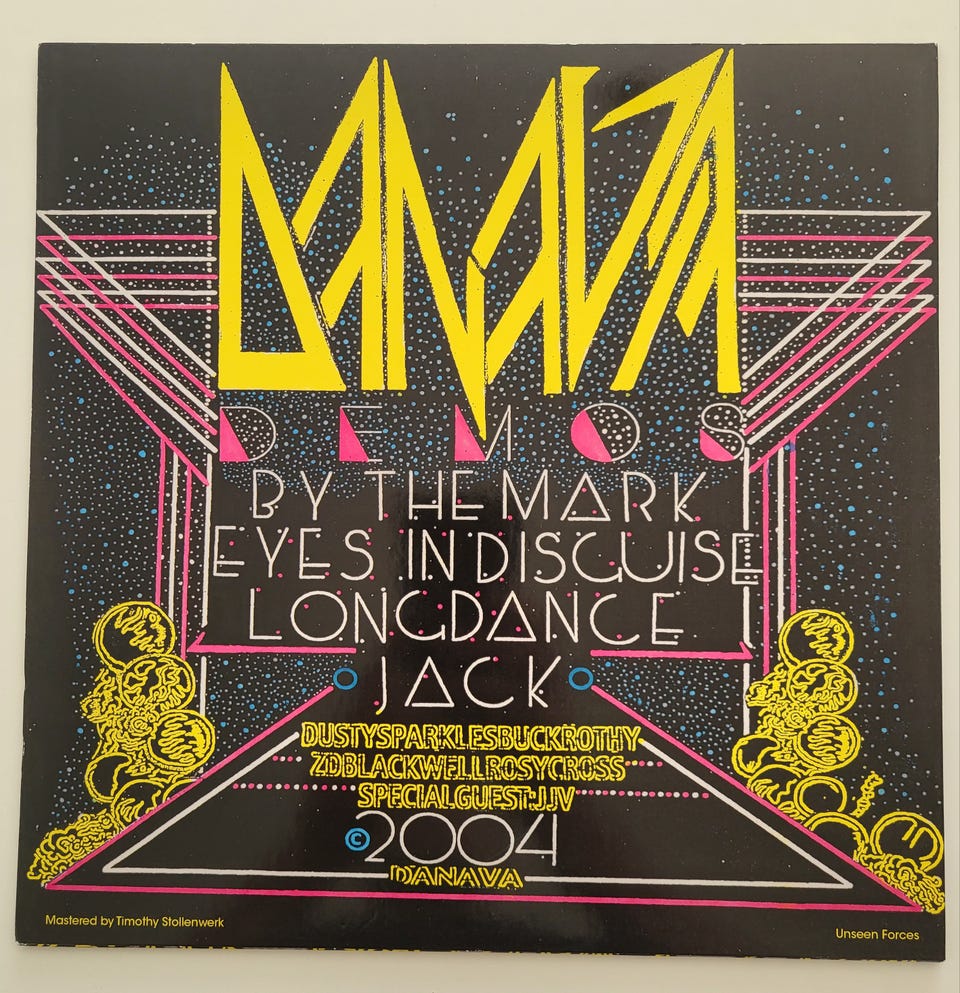 DANAVA
DEMOS
BY THE MARK
EYES IN DISGUISE
LONGDANCE
JACK
DUSTYSPARKLESBUCKROTHY
ZDBLACKWELLROSYCROSS
SPECIALGUEST:JJV
©2004
DANAVA
Mastered by Timothy Stollenwerk
Unseen Forces